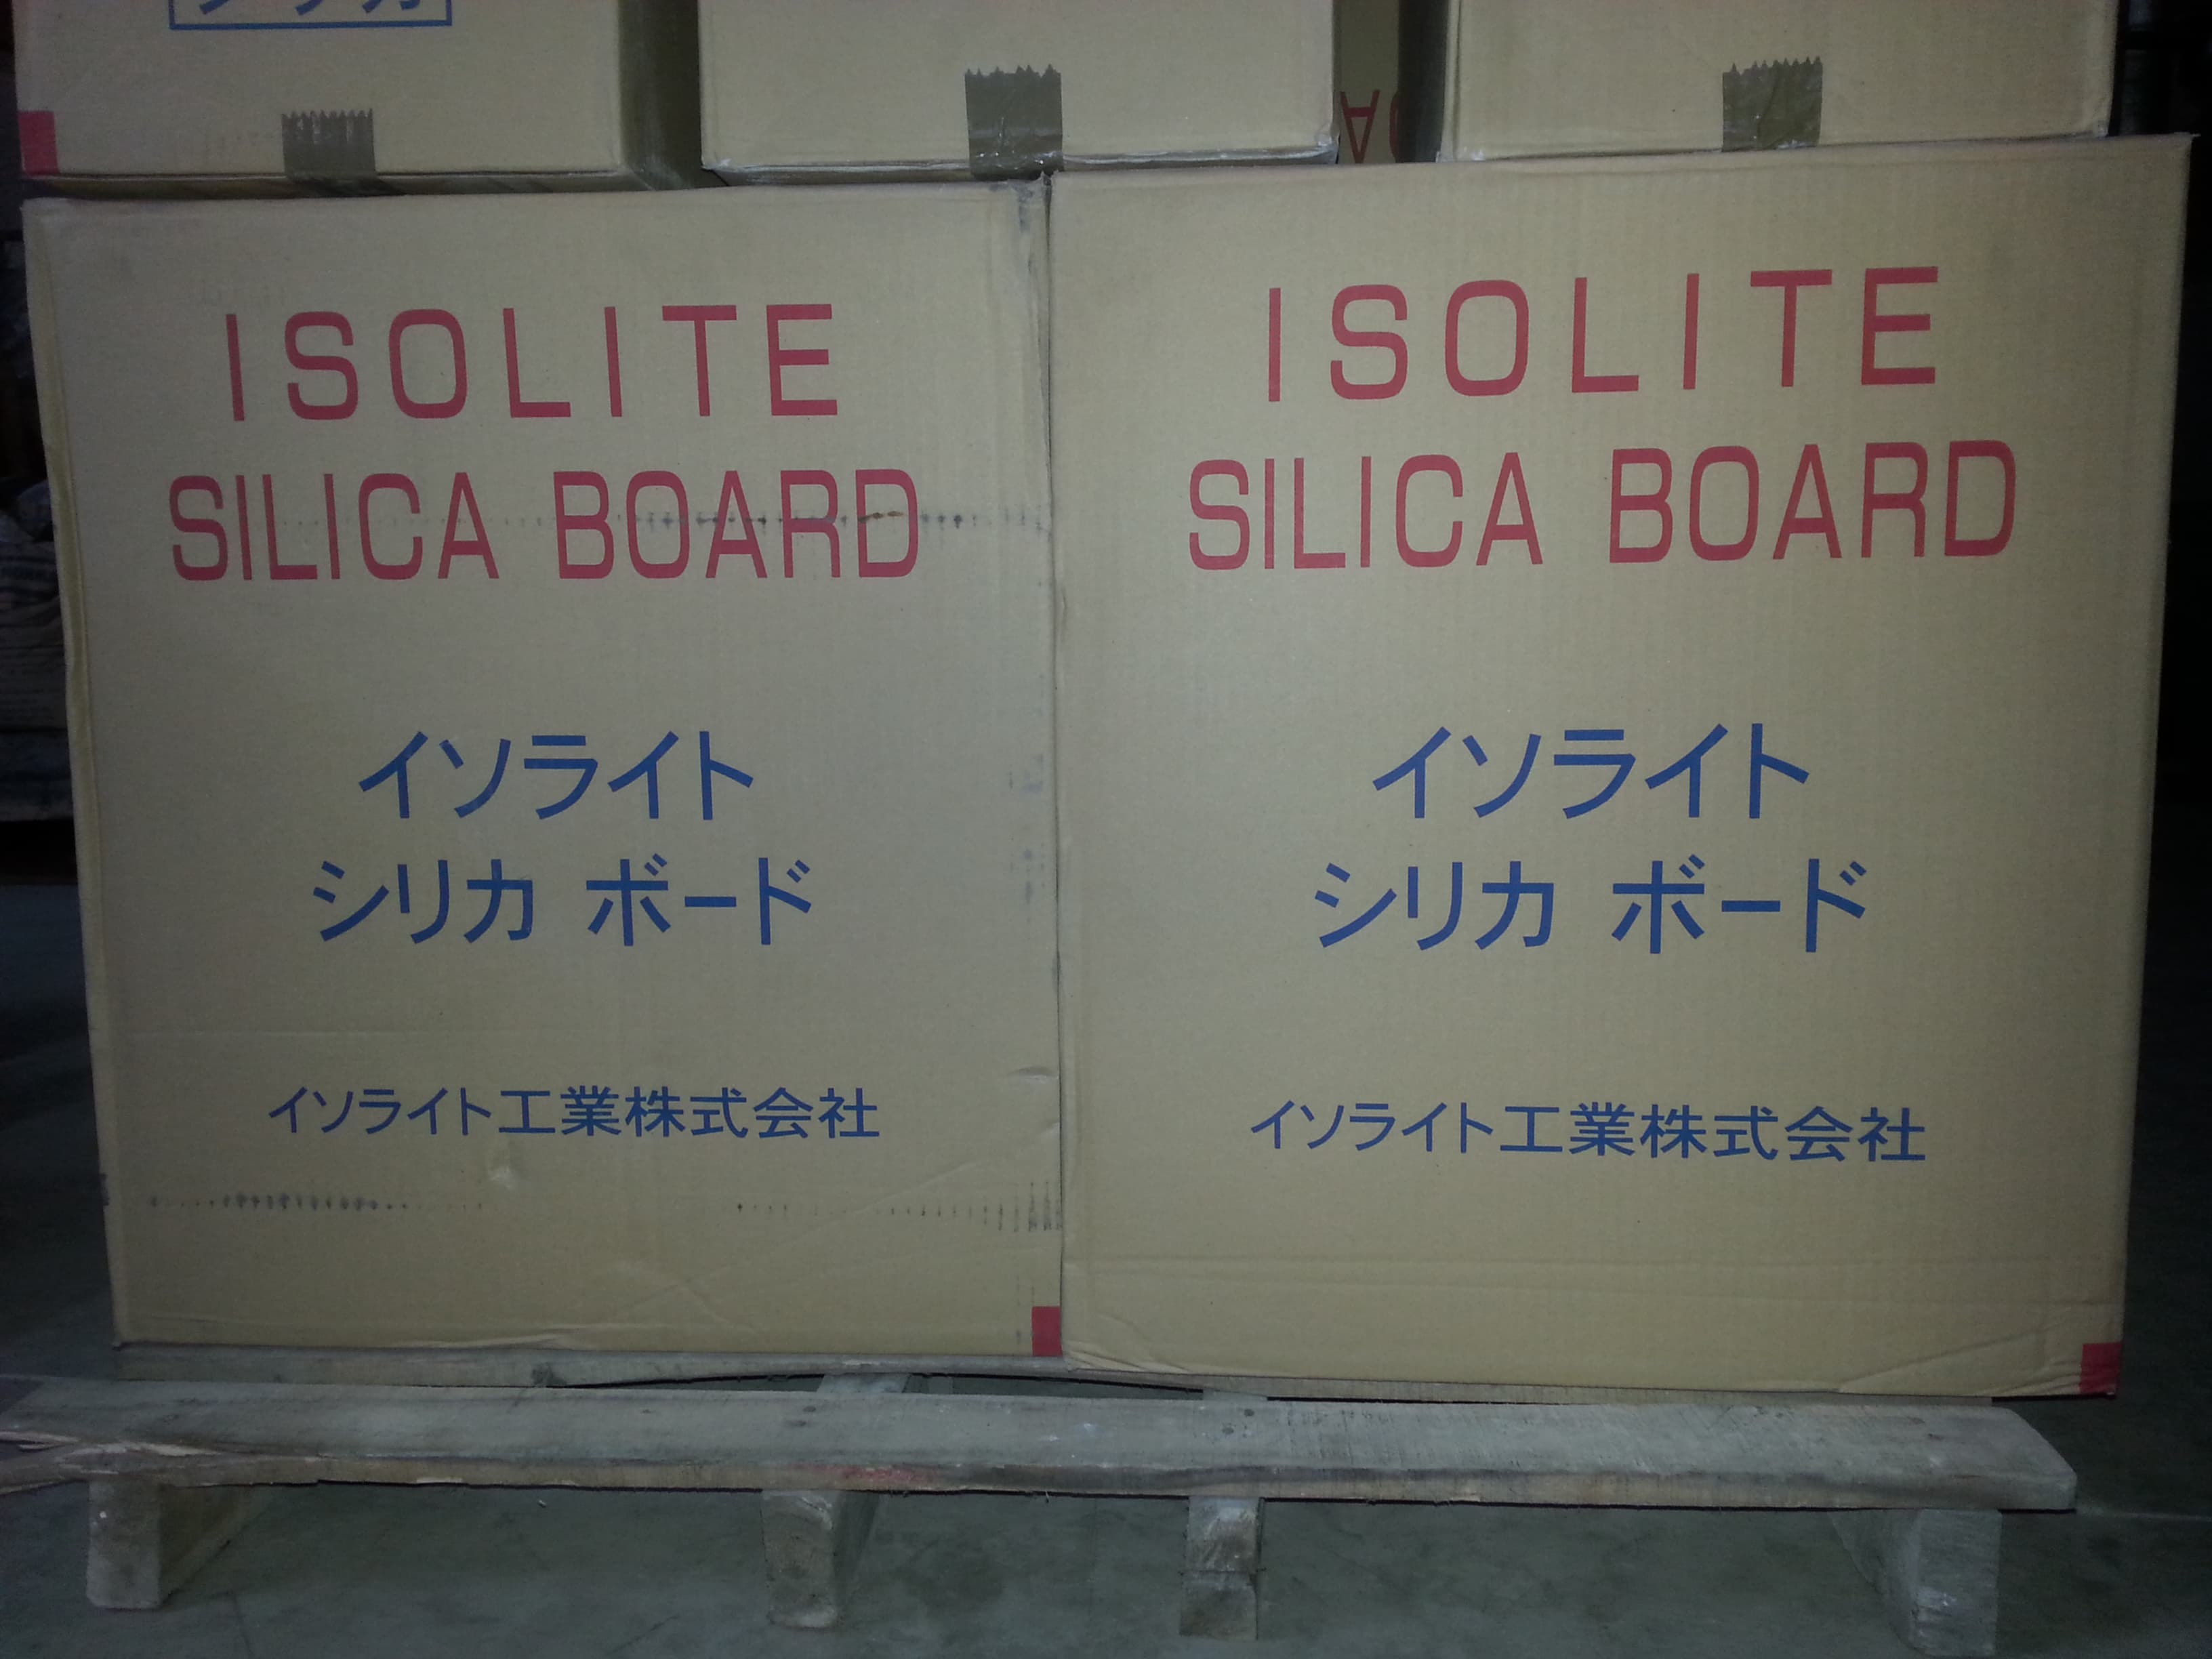 ISOLITE
SILICA BOARD
イソライト
シリカ ボード
イソライト工業株式会社
ISOLITE
SILICA BOARD
イソライト
シリカ ボード
イソライト工業株式会社